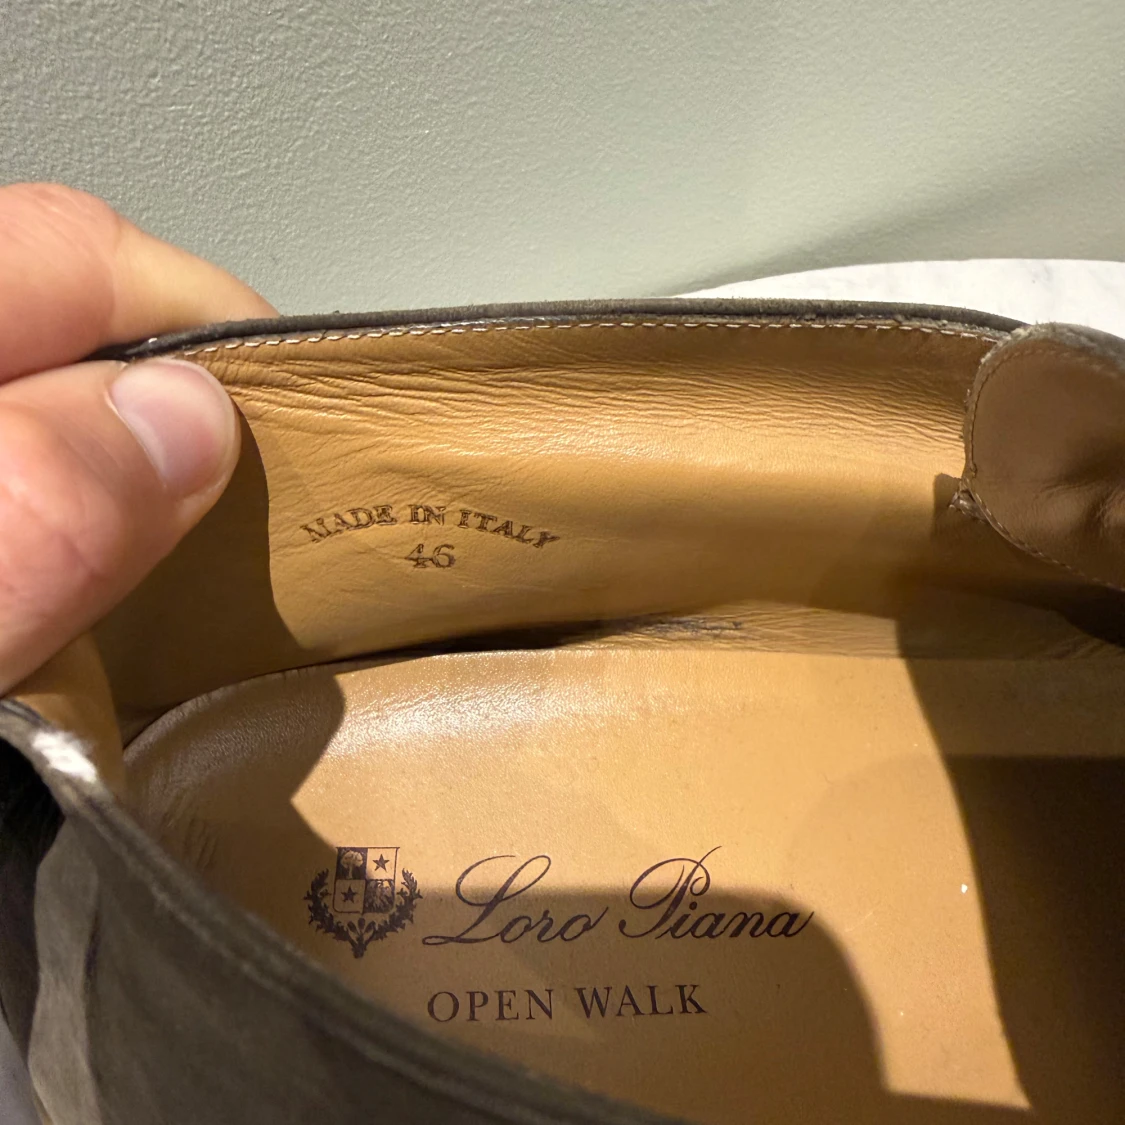 MADE IN ITALY
46
Loro Piana
OPEN WALK